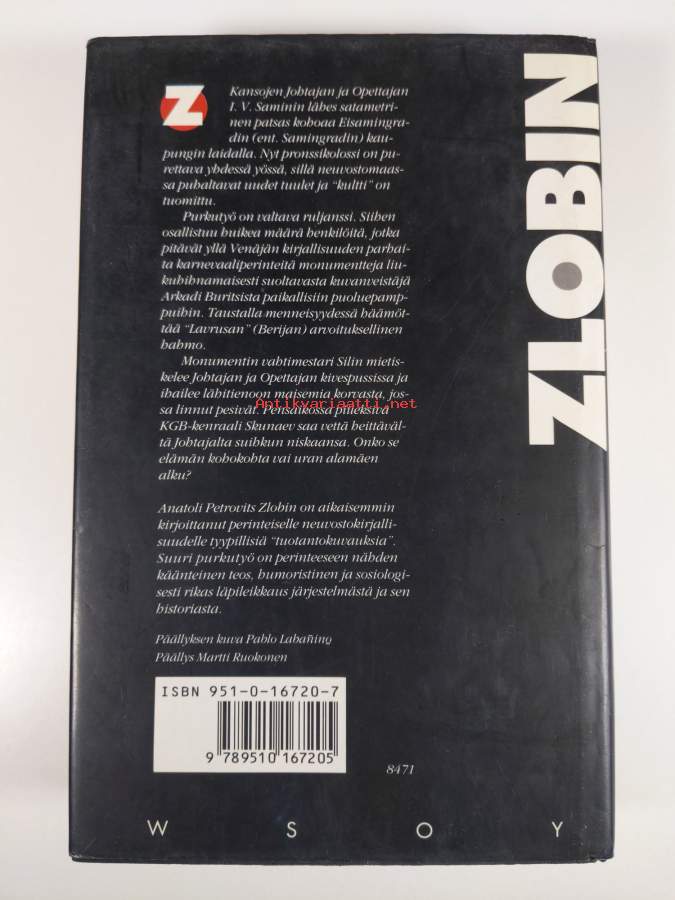 Z
Kansojen Johtajan ja Opettajan
I. V. Saminin lähes satametri-
nen patsas kohoaa Eisamingra-
din (ent. Samingradin) kau-
pungin laidalla. Nyt pronssikolossi on pu-
rettava yhdessä yössä, sillä neuvostomaas-
sa puhaltavat uudet tuulet ja "kultti" on
tuomittu.
Purkutyö on valtava ruljanssi. Siihen
osallistuu huikea määrä henkilöitä, jotka
pitävät yllä Venäjän kirjallisuuden parhai-
ta karnevaaliperinteitä monumentteja liu-
kuhihnamaisesti suoltavasta kuvanveistäjä
Arkadi Buritsista paikallisiin puoluepamp-
puihin. Taustalla menneisyydessä häämöt-
tää "Lavrusan" (Berijan) arvoituksellinen
hahmo.
Monumentin vahtimestari Silin mietis-
kelee Johtajan ja Opettajan kivespussissa ja
ihailee lähitienoon maisemia korvasta, jos-
sa linnut pesivät. Pensaikossa piileksivä
KGB-kenraali Skunaev saa vettä heittäväl-
tä Johtajalta suihkun niskaansa. Onko se
elämän kohokohta vai uran alamäen
alku?
Antikvariaatti.net
Anatoli Petrovits Zlobin on aikaisemmin
kirjoittanut perinteiselle neuvostokirjalli-
suudelle tyypillisiä "tuotantokuvauksia".
Suuri purkutyö on perinteeseen nähden
käänteinen teos, humoristinen ja sosiologi-
sesti rikas läpileikkaus järjestelmästä ja sen
historiasta.
Päällyksen kuva Pablo Labañing
Päällys Martti Ruokonen
ISBN 951-0-16720-7
9 789510 167205
8471
W S O Y
ZLOBIN